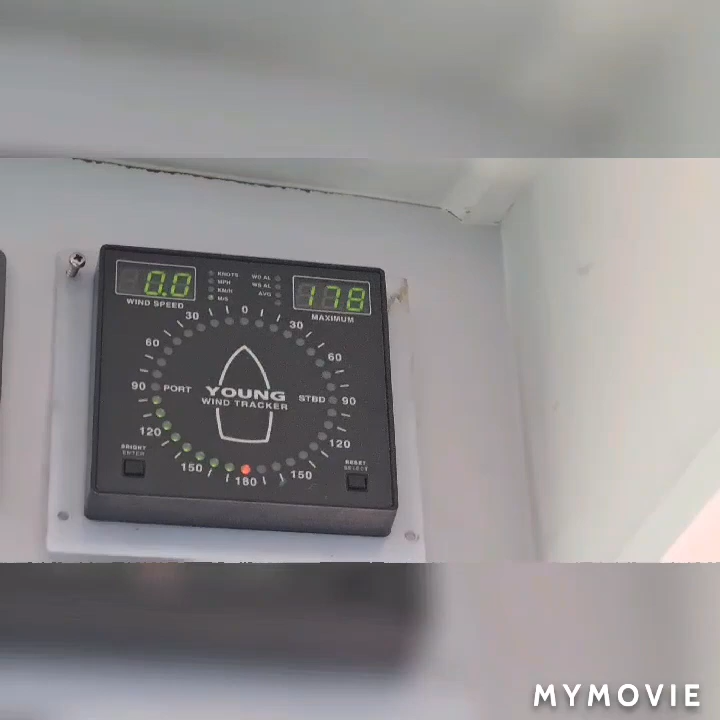 0.0
WIND SPEED
KNOTS
MPH
KM/H
M/S
WD AL
WS AL
AVG
178
MAXIMUM
30 0 30
60 60
90 PORT STBD 90
YOUNG
WIND TRACKER
120 120
150 180 150
BRIGHT
ENTER
RESET
SELECT
MYMOVIE